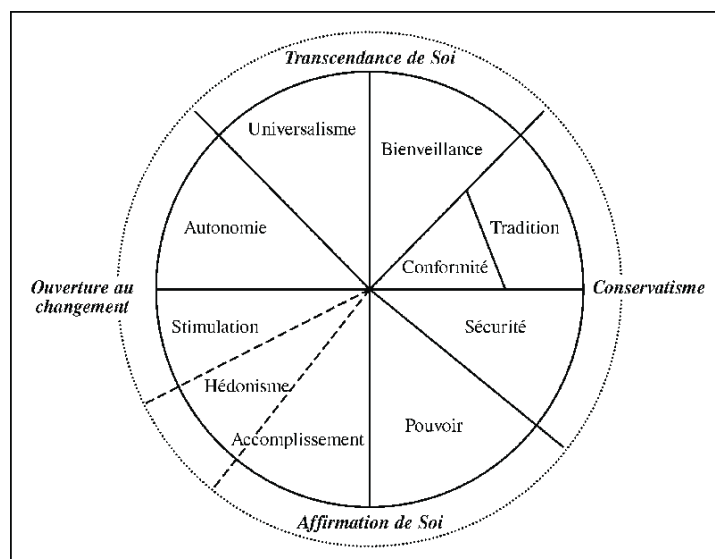 Transcendance de Soi
Universalisme
Bienveillance
Autonomie
Tradition
Conformité
Ouverture au
changement
Conservatisme
Stimulation
Sécurité
Hédonisme
Accomplissement
Pouvoir
Affirmation de Soi